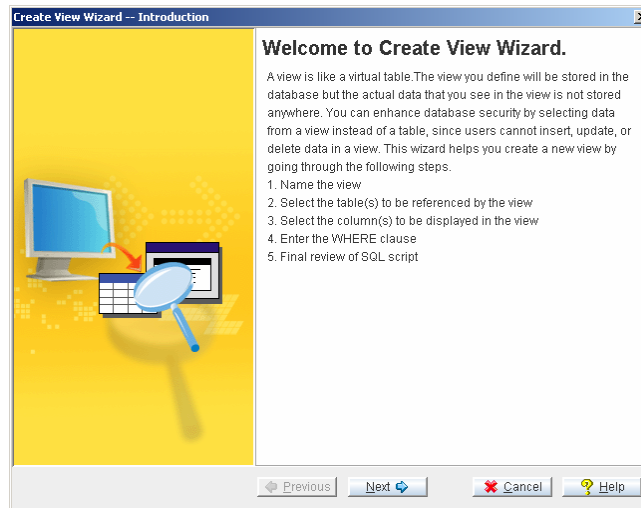 Create View Wizard -- Introduction
Welcome to Create View Wizard.
A view is like a virtual table.The view you define will be stored in the
database but the actual data that you see in the view is not stored
anywhere. You can enhance database security by selecting data
from a view instead of a table, since users cannot insert, update, or
delete data in a view. This wizard helps you create a new view by
going through the following steps.
1. Name the view
2. Select the table(s) to be referenced by the view
3. Select the column(s) to be displayed in the view
4. Enter the WHERE clause
5. Final review of SQL script
Previous Next Cancel Help